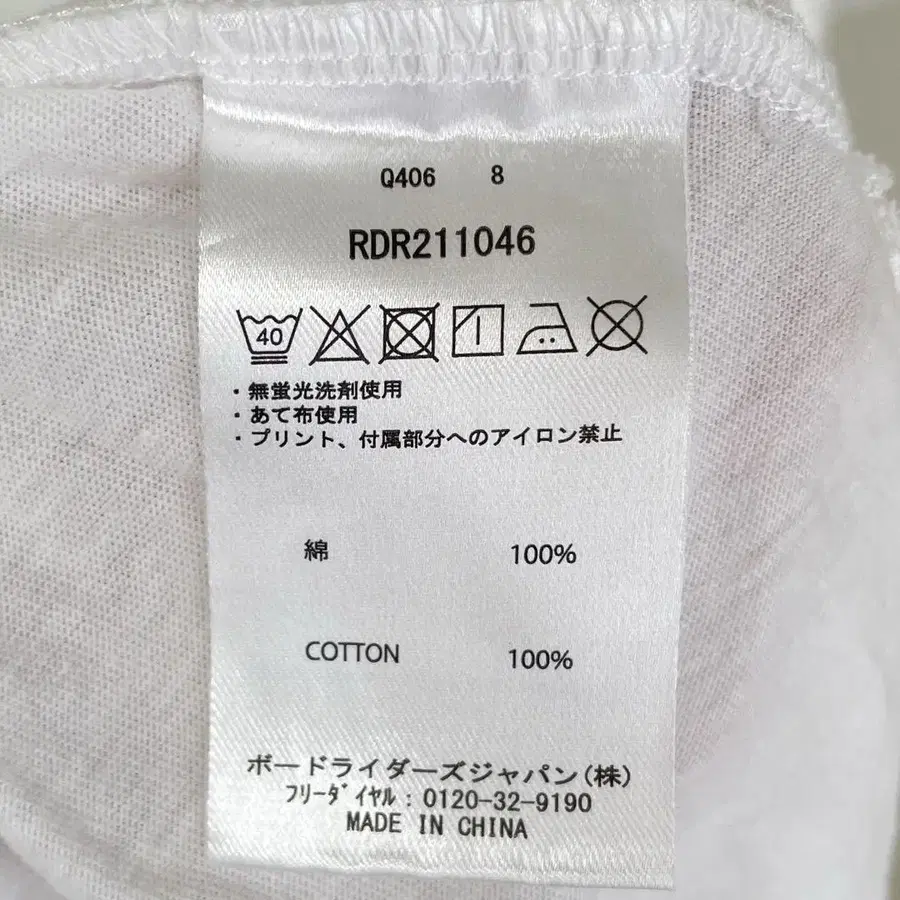 Q406 8
RDR211046
40
・無蛍光洗剤使用
・あて布使用
・プリント、付属部分へのアイロン禁止
綿 100%
COTTON 100%
ボードライダーズジャパン(株)
フリーダイヤル:0120-32-9190
MADE IN CHINA